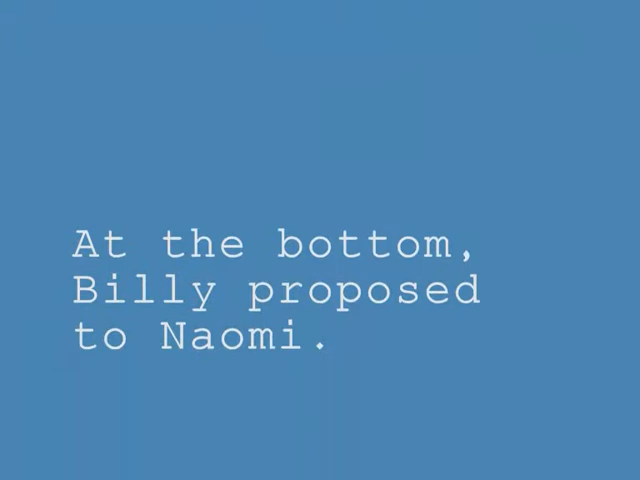 At the bottom,
Billy proposed
to Naomi.